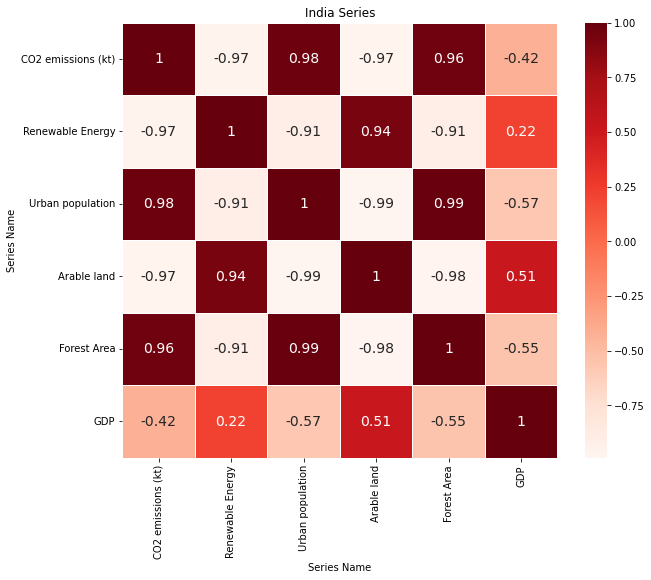 India Series
CO2 emissions (kt) 1 -0.97 0.98 -0.97 0.96 -0.42
Renewable Energy -0.97 1 -0.91 0.94 -0.91 0.22
Urban population 0.98 -0.91 1 -0.99 0.99 -0.57
Arable land -0.97 0.94 -0.99 1 -0.98 0.51
Forest Area 0.96 -0.91 0.99 -0.98 1 -0.55
GDP -0.42 0.22 -0.57 0.51 -0.55 1
Series Name
CO2 emissions (kt)
Renewable Energy
Urban population
Arable land
Forest Area
GDP
Series Name
1.00
0.75
0.50
0.25
0.00
−0.25
−0.50
−0.75